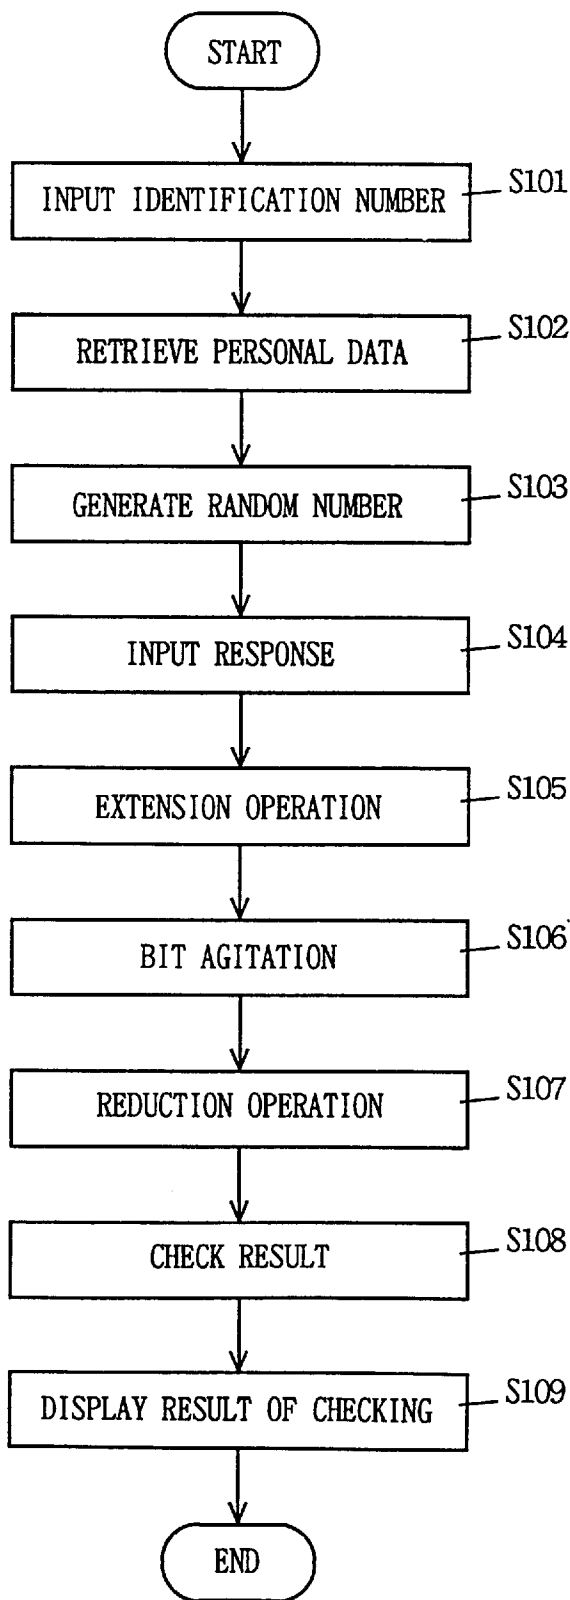 START
INPUT IDENTIFICATION NUMBER
S101
RETRIEVE PERSONAL DATA
S102
GENERATE RANDOM NUMBER
S103
INPUT RESPONSE
S104
EXTENSION OPERATION
S105
BIT AGITATION
S106
REDUCTION OPERATION
S107
CHECK RESULT
S108
DISPLAY RESULT OF CHECKING
S109
END